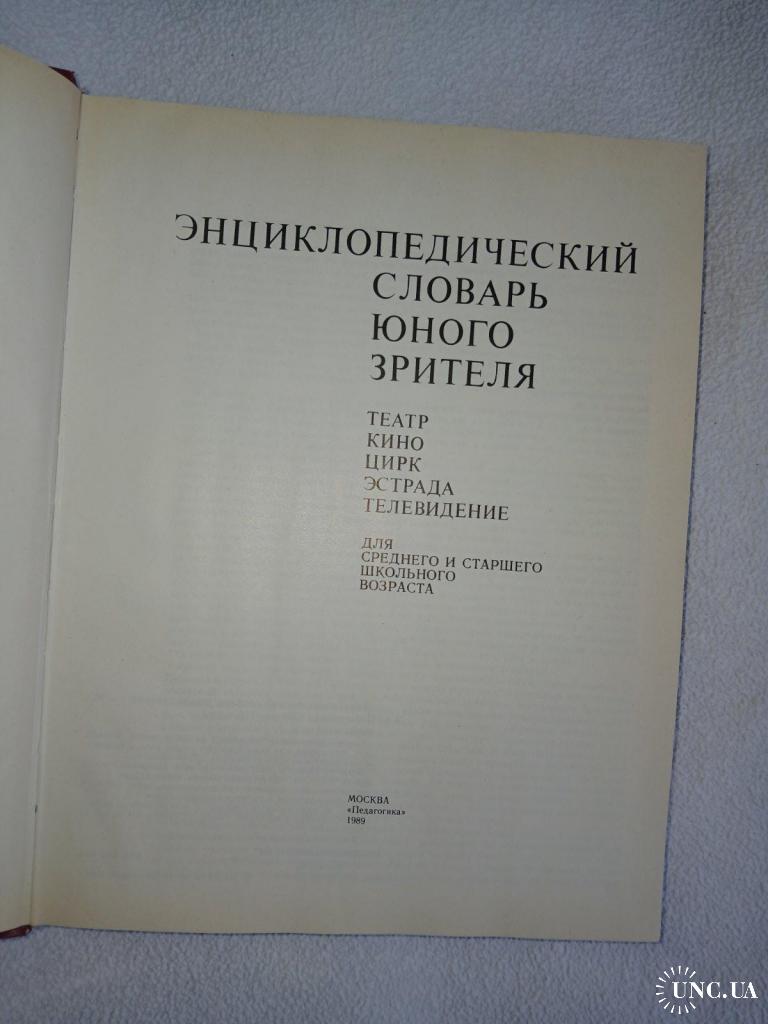 ЭНЦИКЛОПЕДИЧЕСКИЙ
СЛОВАРЬ
ЮНОГО
ЗРИТЕЛЯ
ТЕАТР
КИНО
ЦИРК
ЭСТРАДА
ТЕЛЕВИДЕНИЕ
ДЛЯ
СРЕДНЕГО И СТАРШЕГО
ШКОЛЬНОГО
ВОЗРАСТА
МОСКВА
«Педагогика»
1989
UNC.UA